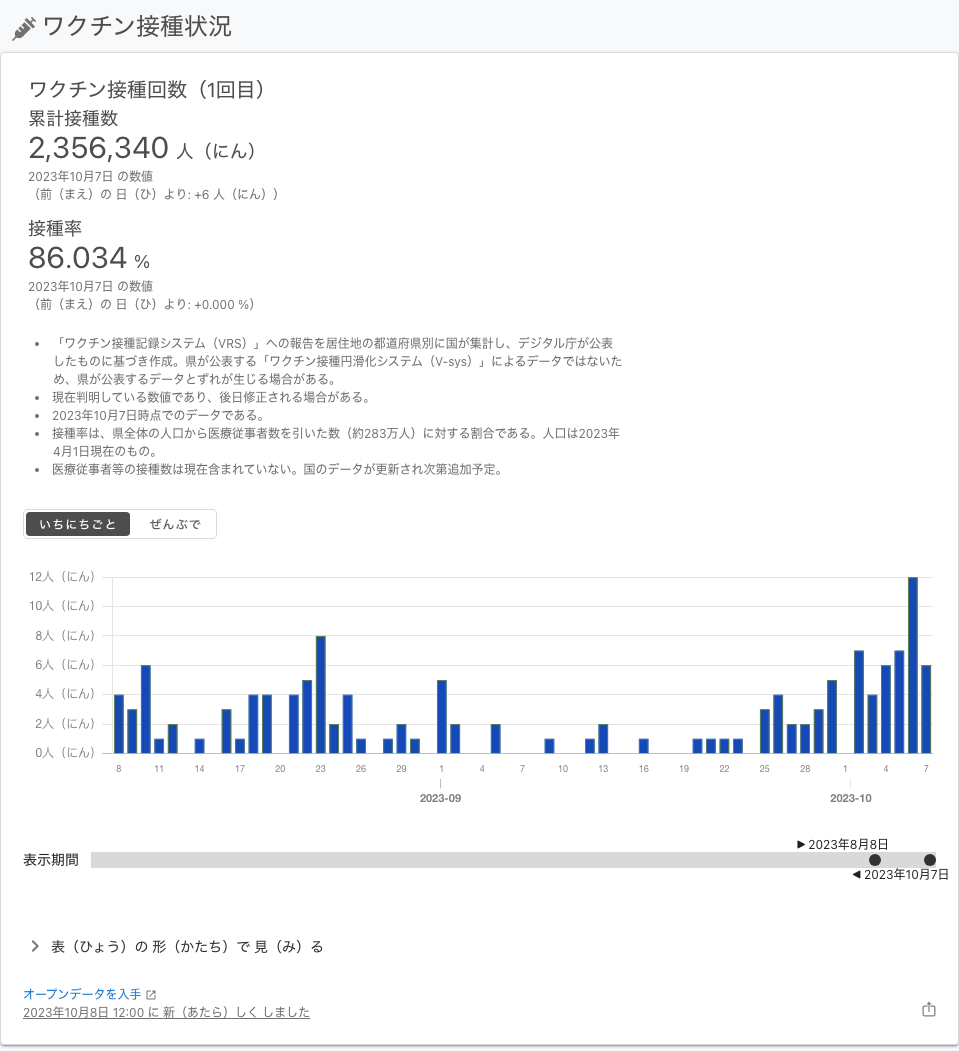 ワクチン接種状況
ワクチン接種回数（1回目）
累計接種数
2,356,340 人（にん）
2023年10月7日 の数値
（前（まえ）の 日（ひ）より: +6 人（にん））
接種率
86.034 %
2023年10月7日 の数値
（前（まえ）の 日（ひ）より: +0.000 %）
• 「ワクチン接種記録システム（VRS）」への報告を居住地の都道府県別に国が集計し、デジタル庁が公表
したものに基づき作成。県が公表する「ワクチン接種円滑化システム（V-sys）」によるデータではないた
め、県が公表するデータとずれが生じる場合がある。
• 現在判明している数値であり、後日修正される場合がある。
• 2023年10月7日時点でのデータである。
• 接種率は、県全体の人口から医療従事者数を引いた数（約283万人）に対する割合である。人口は2023年
4月1日現在のもの。
• 医療従事者等の接種数は現在含まれていない。国のデータが更新され次第追加予定。
いちにちごと ぜんぶで
12人（にん）
10人（にん）
8人（にん）
6人（にん）
4人（にん）
2人（にん）
0人（にん）
8 11 14 17 20 23 26 29 1 4 7 10 13 16 19 22 25 28 1 4 7
2023-09 2023-10
▶ 2023年8月8日
表示期間
◀ 2023年10月7日
表（ひょう）の 形（かたち）で 見（み）る
オープンデータを入手
2023年10月8日 12:00 に 新（あたら）しく しました